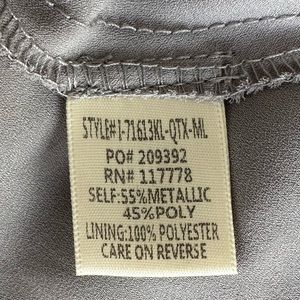 STYLE# J-71613KL-QTX-ML
PO# 209392
RN# 117778
SELF:55%METALLIC
45%POLY
LINING:100% POLYESTER
CARE ON REVERSE